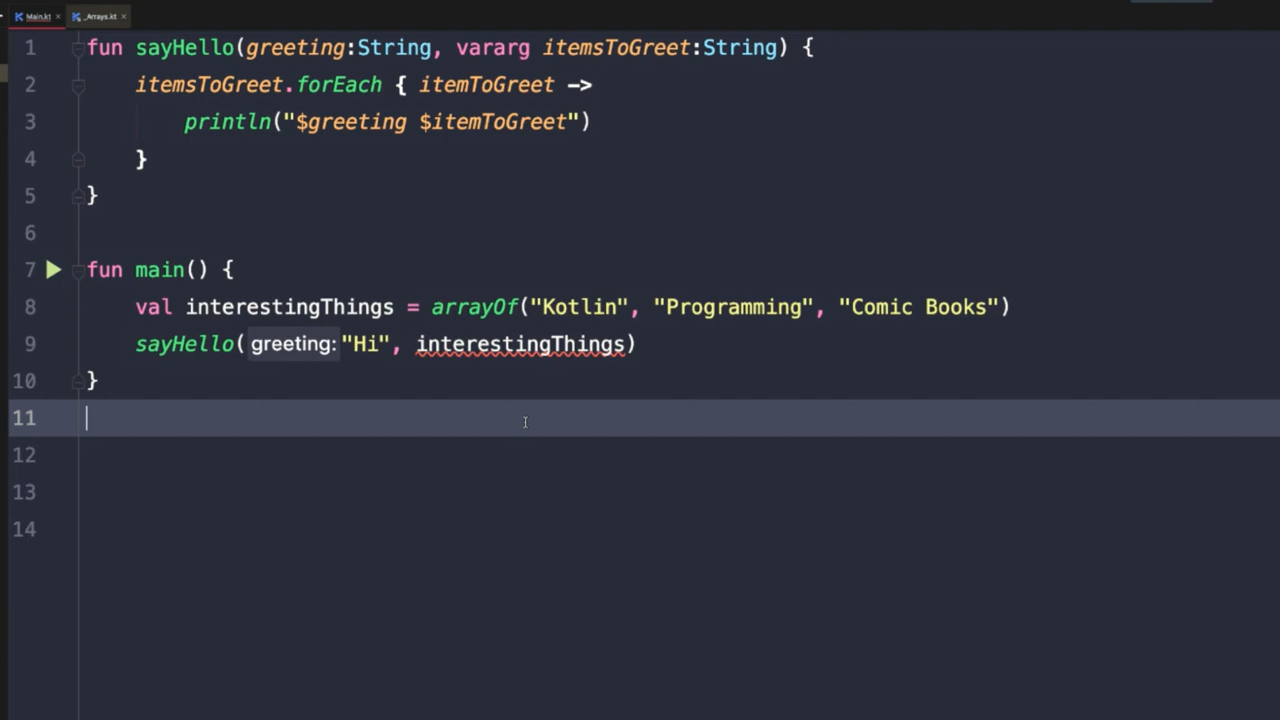 Main.kt × _Arrays.kt ×
1 fun sayHello(greeting:String, vararg itemsToGreet:String) {
2 itemsToGreet.forEach { itemToGreet ->
3 println("$greeting $itemToGreet")
4 }
5 }
6
7 fun main() {
8 val interestingThings = arrayOf("Kotlin", "Programming", "Comic Books")
9 sayHello( greeting: "Hi", interestingThings)
10 }
11
12
13
14